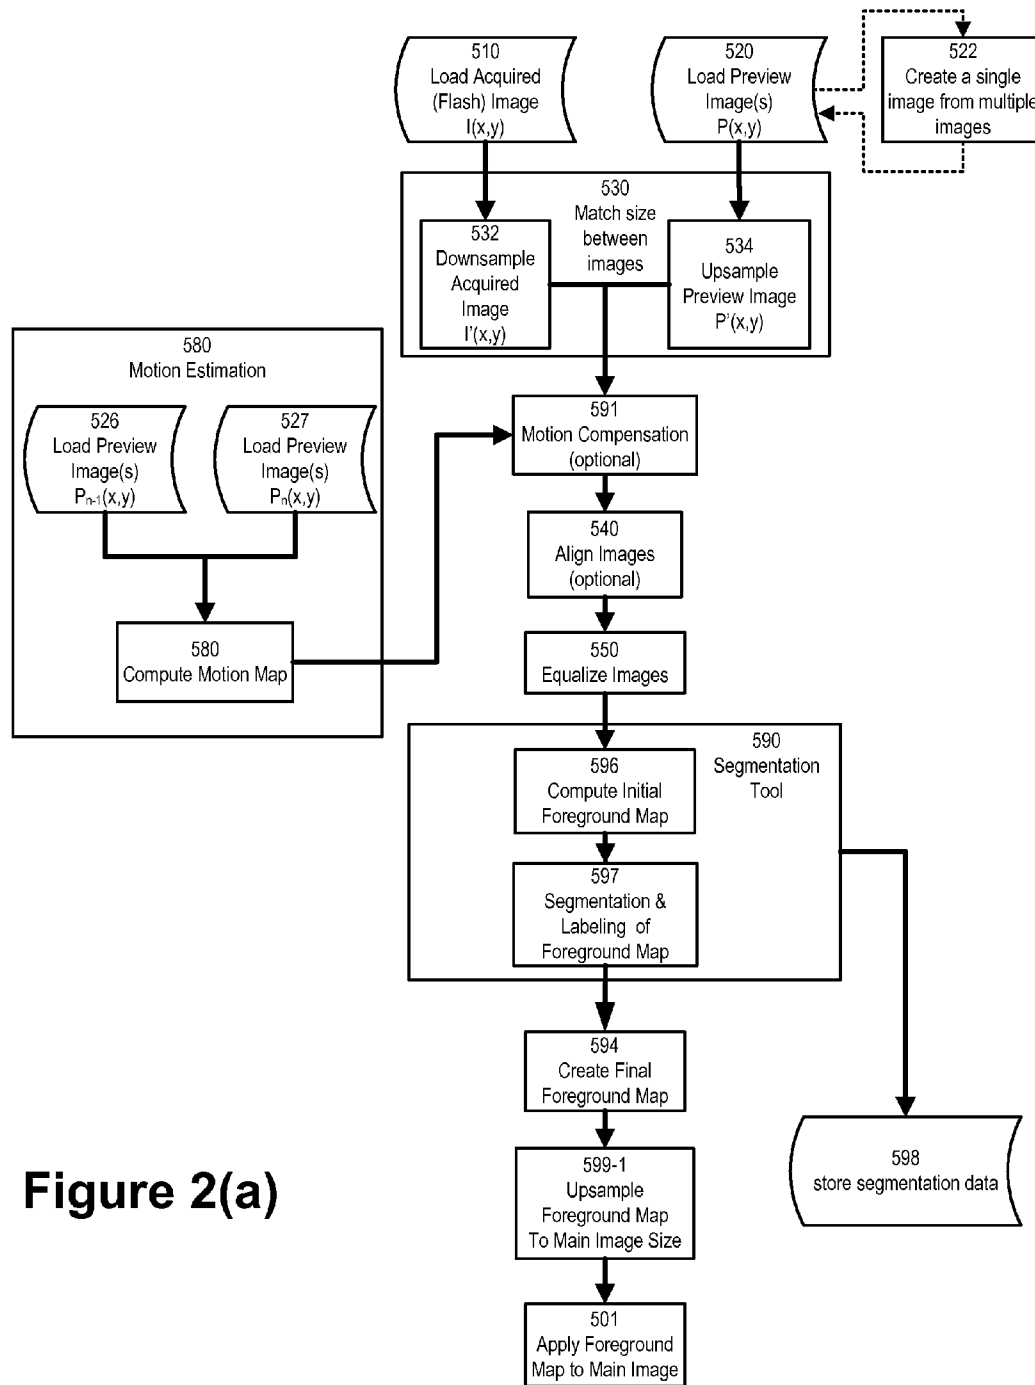 510
Load Acquired
(Flash) Image
I(x,y)
520
Load Preview
Image(s)
P(x,y)
522
Create a single
image from multiple
images
530
Match size
between
images
532
Downsample
Acquired
Image
I'(x,y)
534
Upsample
Preview Image
P'(x,y)
580
Motion Estimation
526
Load Preview
Image(s)
Pn-1(x,y)
527
Load Preview
Image(s)
Pn(x,y)
580
Compute Motion Map
591
Motion Compensation
(optional)
540
Align Images
(optional)
550
Equalize Images
590
Segmentation
Tool
596
Compute Initial
Foreground Map
597
Segmentation &
Labeling of
Foreground Map
594
Create Final
Foreground Map
598
store segmentation data
599-1
Upsample
Foreground Map
To Main Image Size
501
Apply Foreground
Map to Main Image
Figure 2(a)